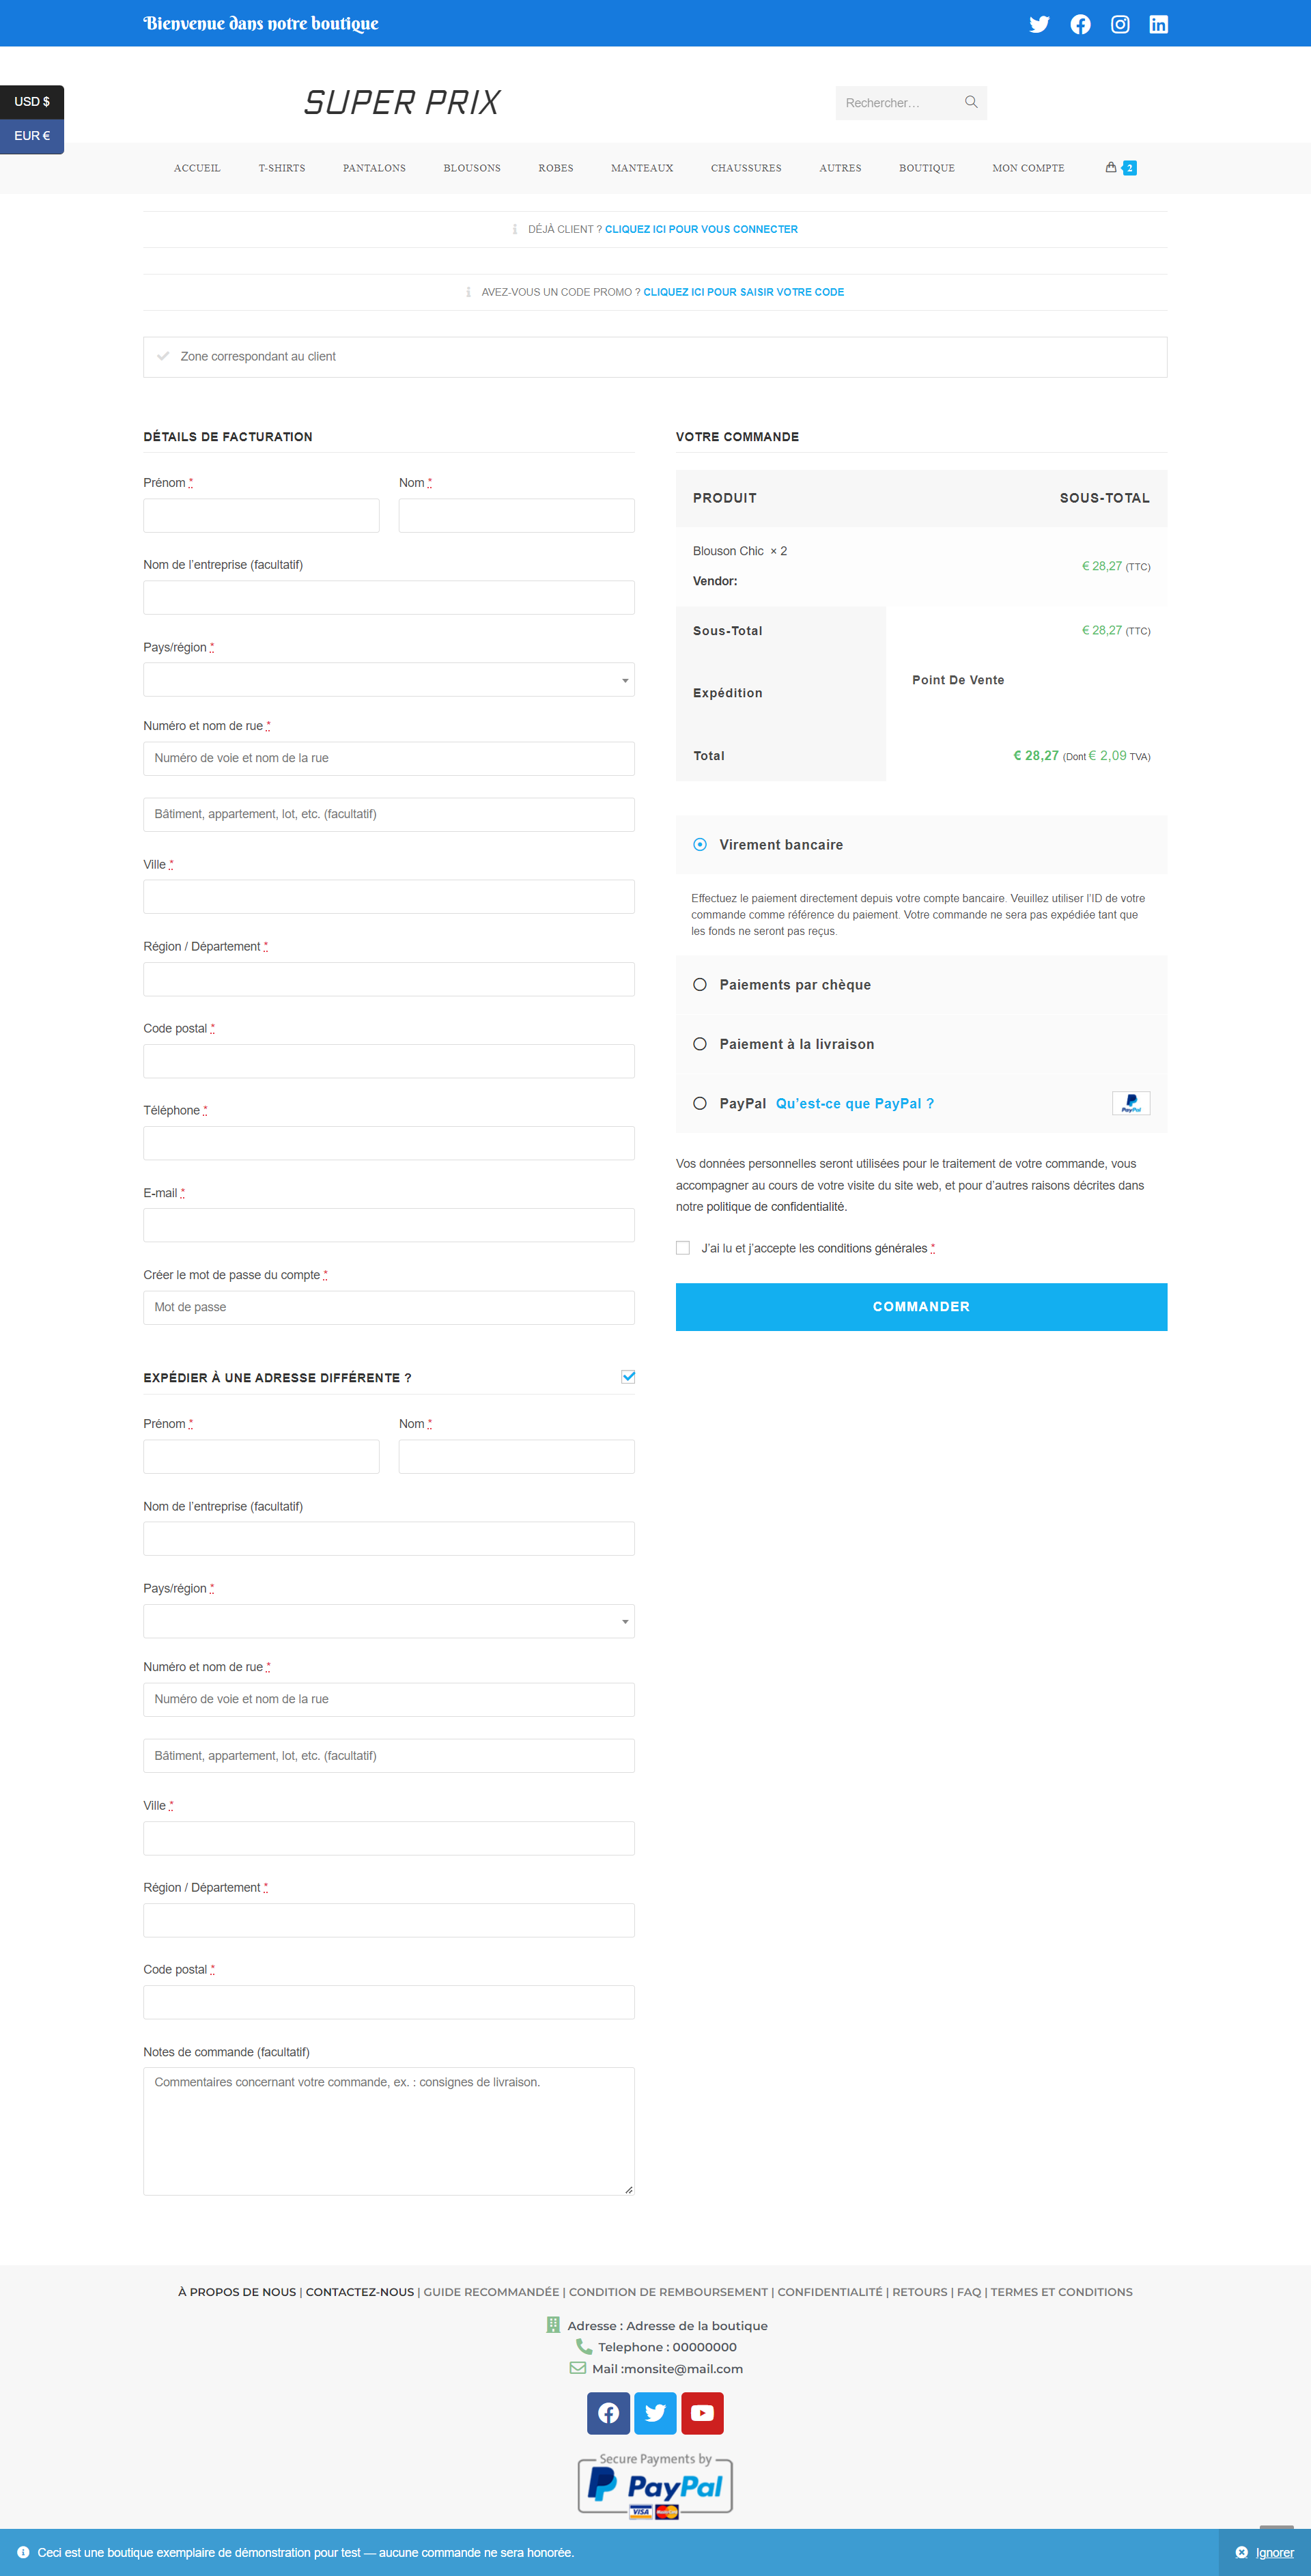 Bienvenue dans notre boutique
USD $
EUR €
SUPER PRIX
Rechercher…
ACCUEIL T-SHIRTS PANTALONS BLOUSONS ROBES MANTEAUX CHAUSSURES AUTRES BOUTIQUE MON COMPTE 2
DÉJÀ CLIENT ? CLIQUEZ ICI POUR VOUS CONNECTER
AVEZ-VOUS UN CODE PROMO ? CLIQUEZ ICI POUR SAISIR VOTRE CODE
Zone correspondant au client
DÉTAILS DE FACTURATION
Prénom * Nom *
Nom de l’entreprise (facultatif)
Pays/région *
Numéro et nom de rue *
Numéro de voie et nom de la rue
Bâtiment, appartement, lot, etc. (facultatif)
Ville *
Région / Département *
Code postal *
Téléphone *
E-mail *
Créer le mot de passe du compte *
Mot de passe
EXPÉDIER À UNE ADRESSE DIFFÉRENTE ?
Prénom * Nom *
Nom de l’entreprise (facultatif)
Pays/région *
Numéro et nom de rue *
Numéro de voie et nom de la rue
Bâtiment, appartement, lot, etc. (facultatif)
Ville *
Région / Département *
Code postal *
Notes de commande (facultatif)
Commentaires concernant votre commande, ex. : consignes de livraison.
VOTRE COMMANDE
PRODUIT SOUS-TOTAL
Blouson Chic × 2
€ 28,27 (TTC)
Vendor:
Sous-Total € 28,27 (TTC)
Point De Vente
Expédition
Total € 28,27 (Dont € 2,09 TVA)
Virement bancaire
Effectuez le paiement directement depuis votre compte bancaire. Veuillez utiliser l’ID de votre
commande comme référence du paiement. Votre commande ne sera pas expédiée tant que
les fonds ne seront pas reçus.
Paiements par chèque
Paiement à la livraison
PayPal Qu’est-ce que PayPal ? PayPal
Vos données personnelles seront utilisées pour le traitement de votre commande, vous
accompagner au cours de votre visite du site web, et pour d’autres raisons décrites dans
notre politique de confidentialité.
J’ai lu et j’accepte les conditions générales *
COMMANDER
À PROPOS DE NOUS | CONTACTEZ-NOUS | GUIDE RECOMMANDÉE | CONDITION DE REMBOURSEMENT | CONFIDENTIALITÉ | RETOURS | FAQ | TERMES ET CONDITIONS
Adresse : Adresse de la boutique
Telephone : 00000000
Mail :monsite@mail.com
Secure Payments by
PayPal
VISA MasterCard
Ceci est une boutique exemplaire de démonstration pour test — aucune commande ne sera honorée. Ignorer